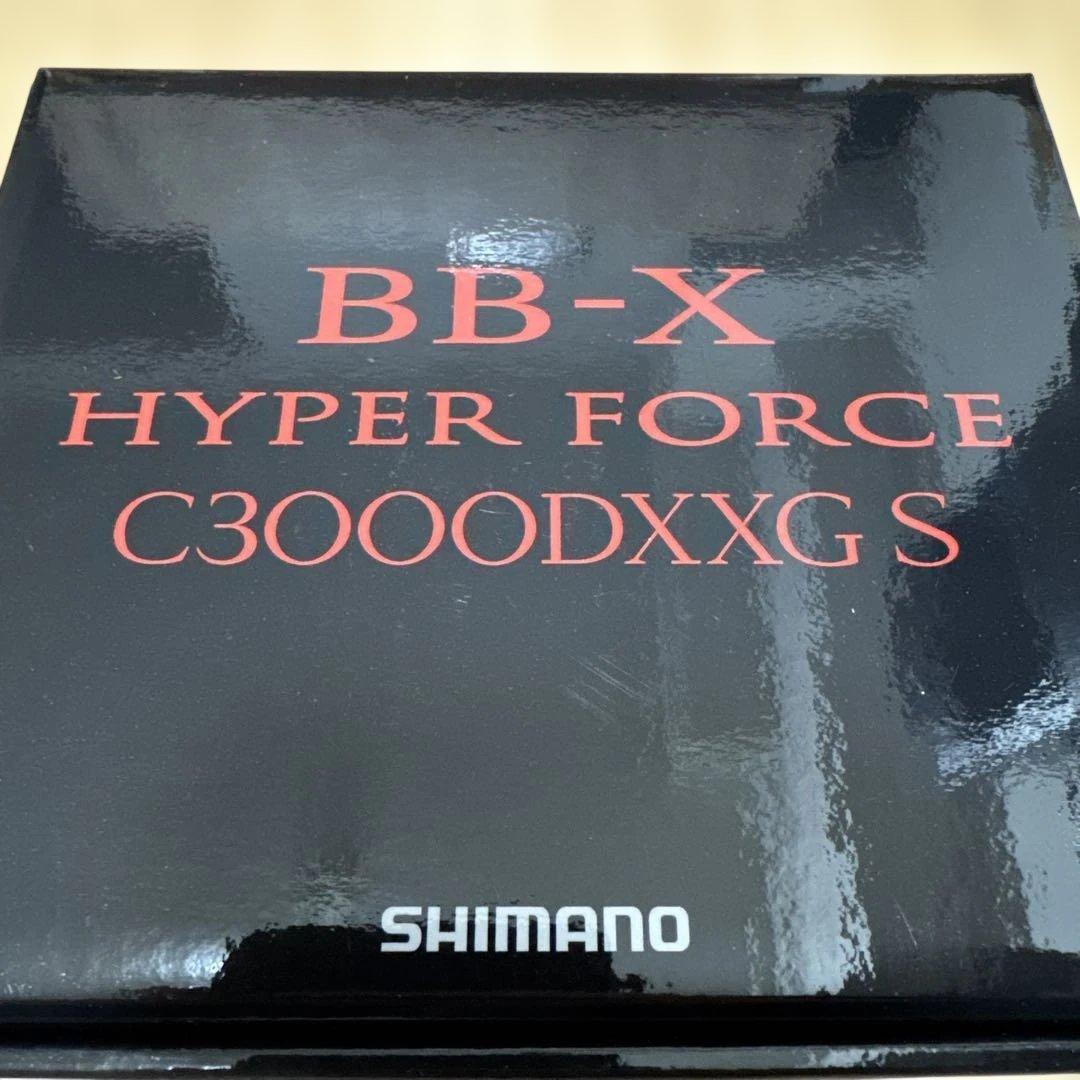 BB-X
HYPER FORCE
C3000DXXG S
SHIMANO